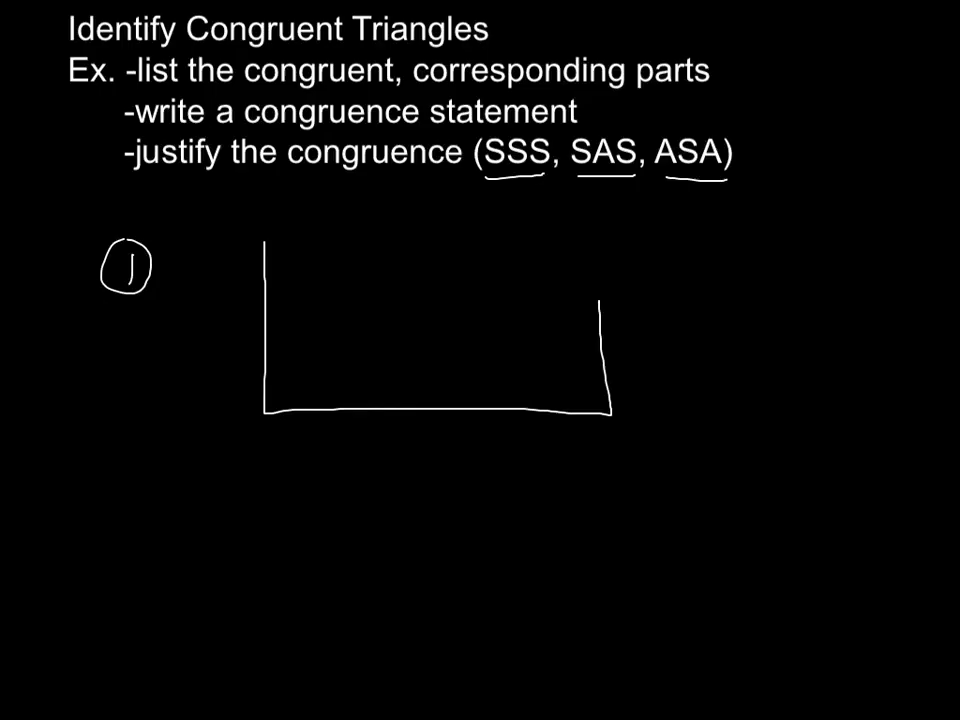 Identify Congruent Triangles
Ex. -list the congruent, corresponding parts
-write a congruence statement
-justify the congruence (SSS, SAS, ASA)
1